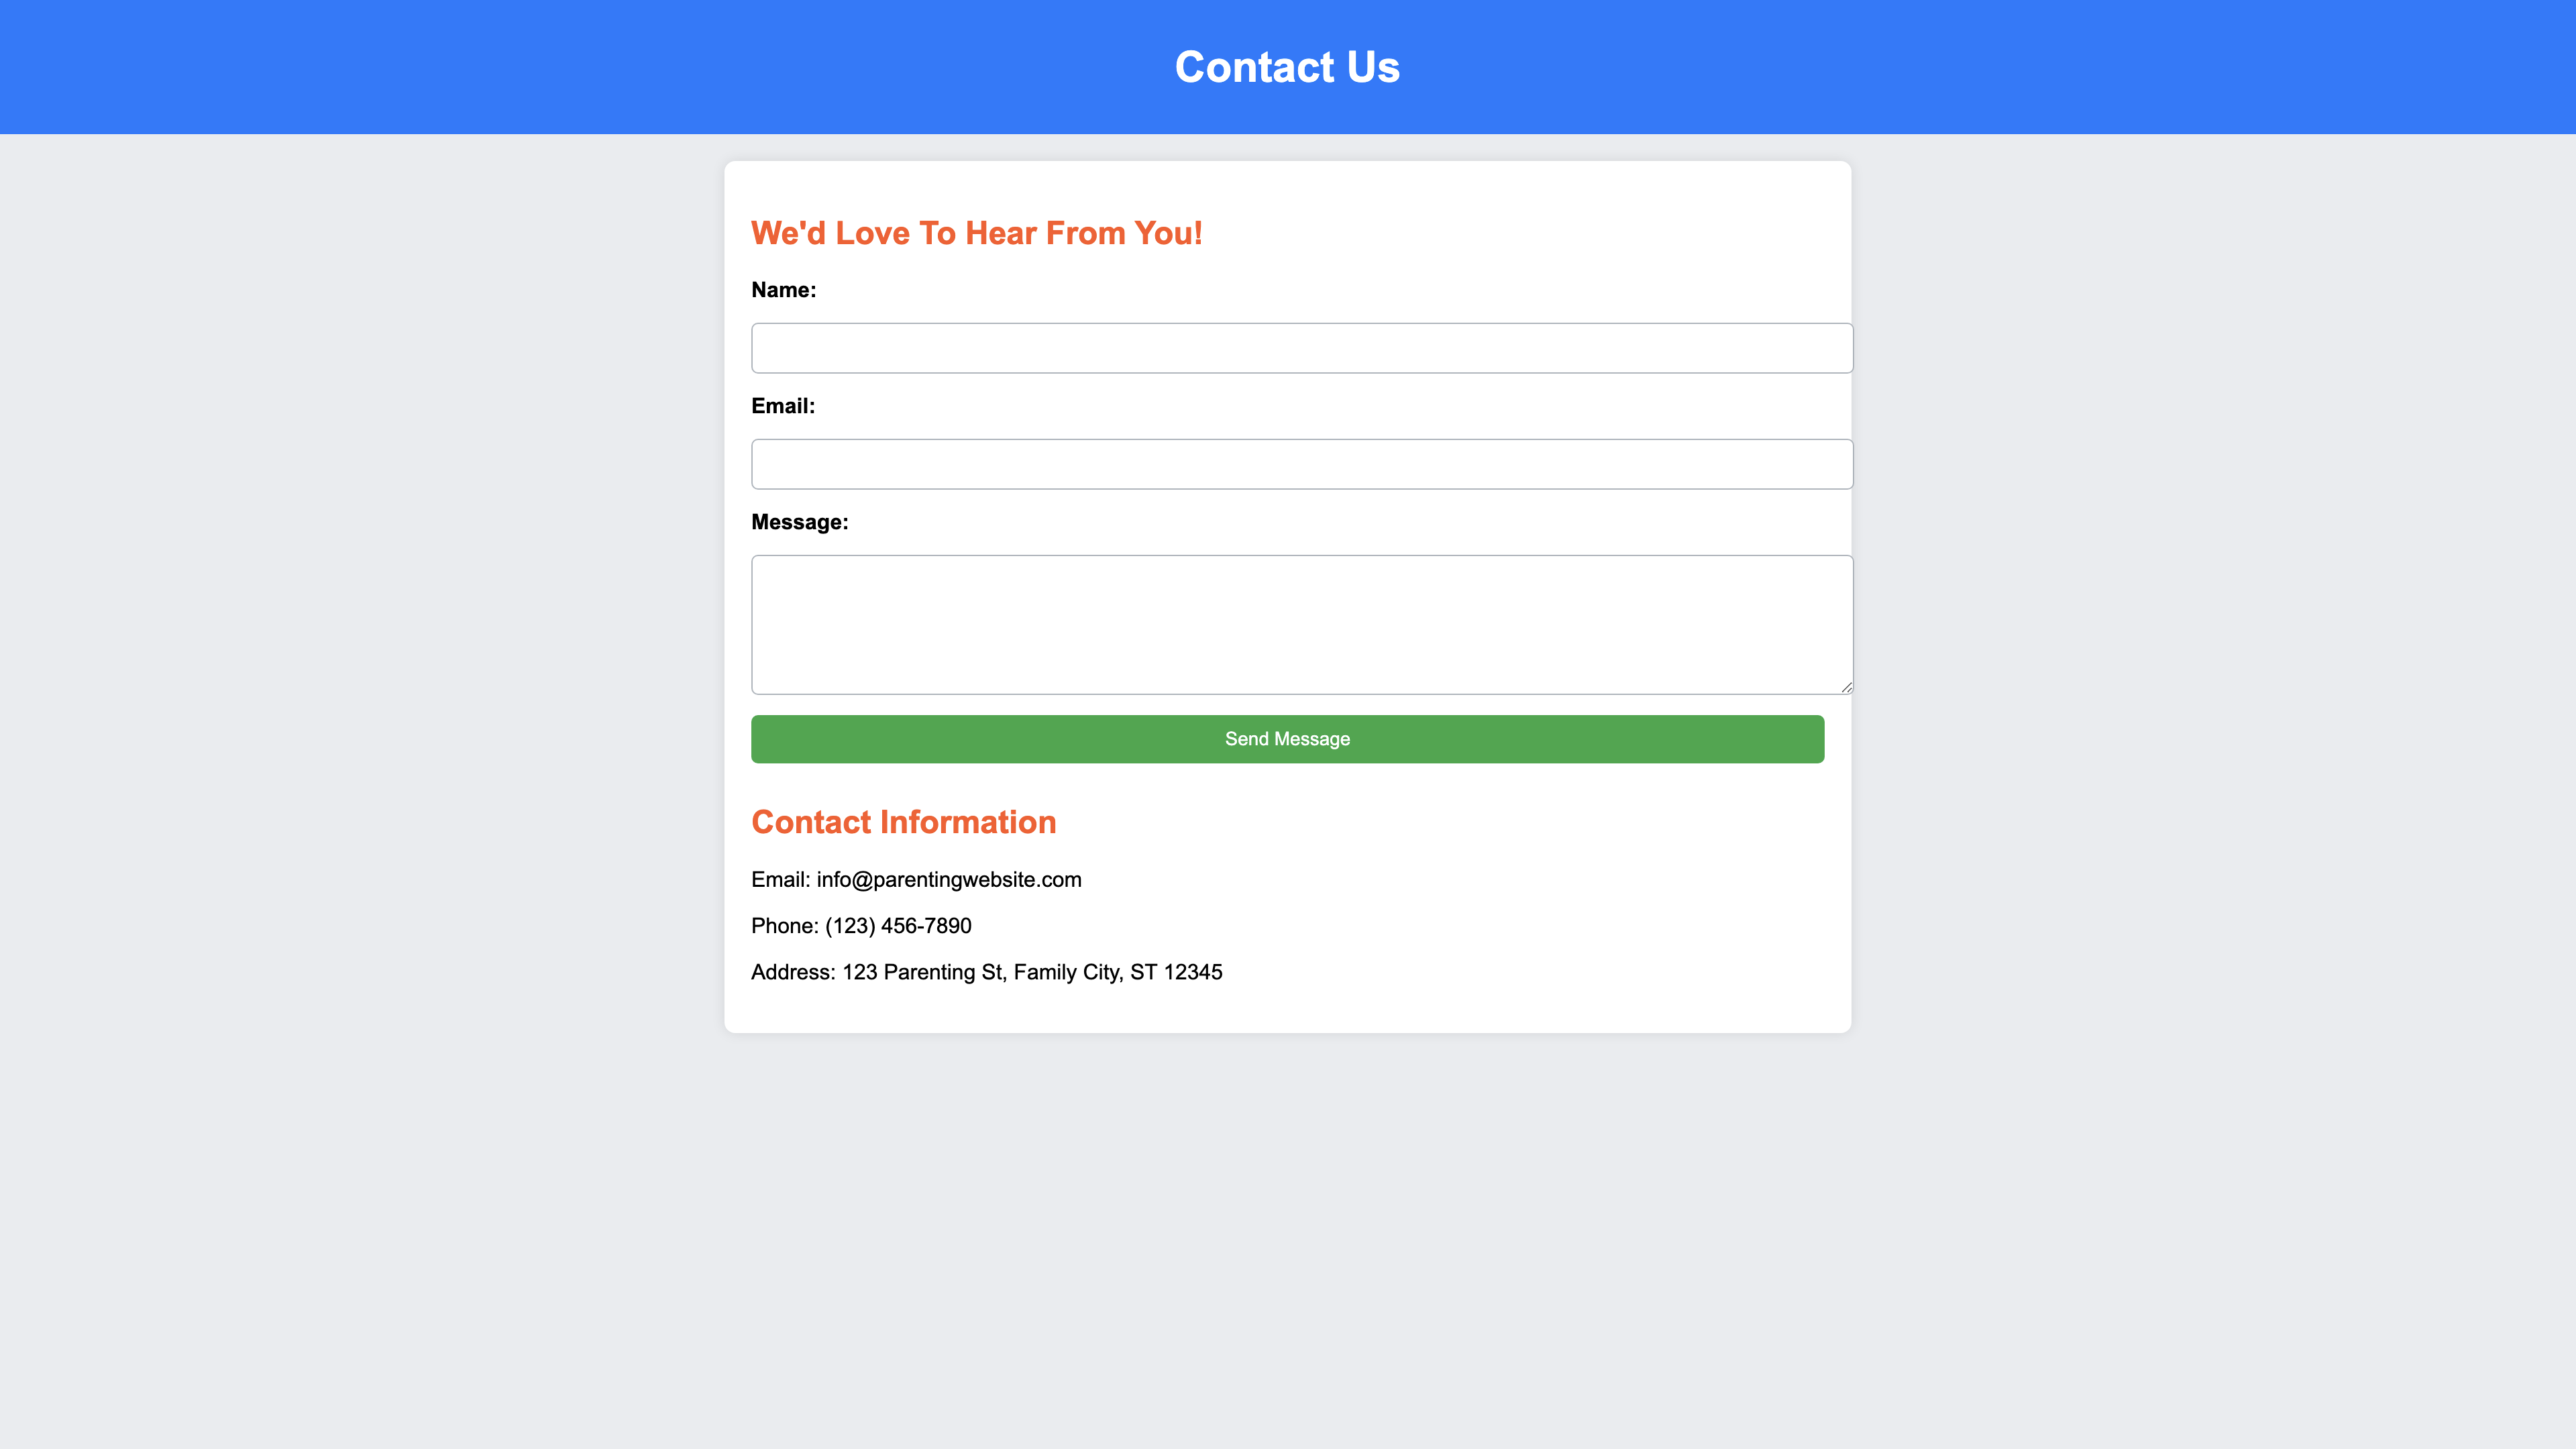 Contact Us
We'd Love To Hear From You!
Name:
Email:
Message:
Send Message
Contact Information
Email: info@parentingwebsite.com
Phone: (123) 456-7890
Address: 123 Parenting St, Family City, ST 12345